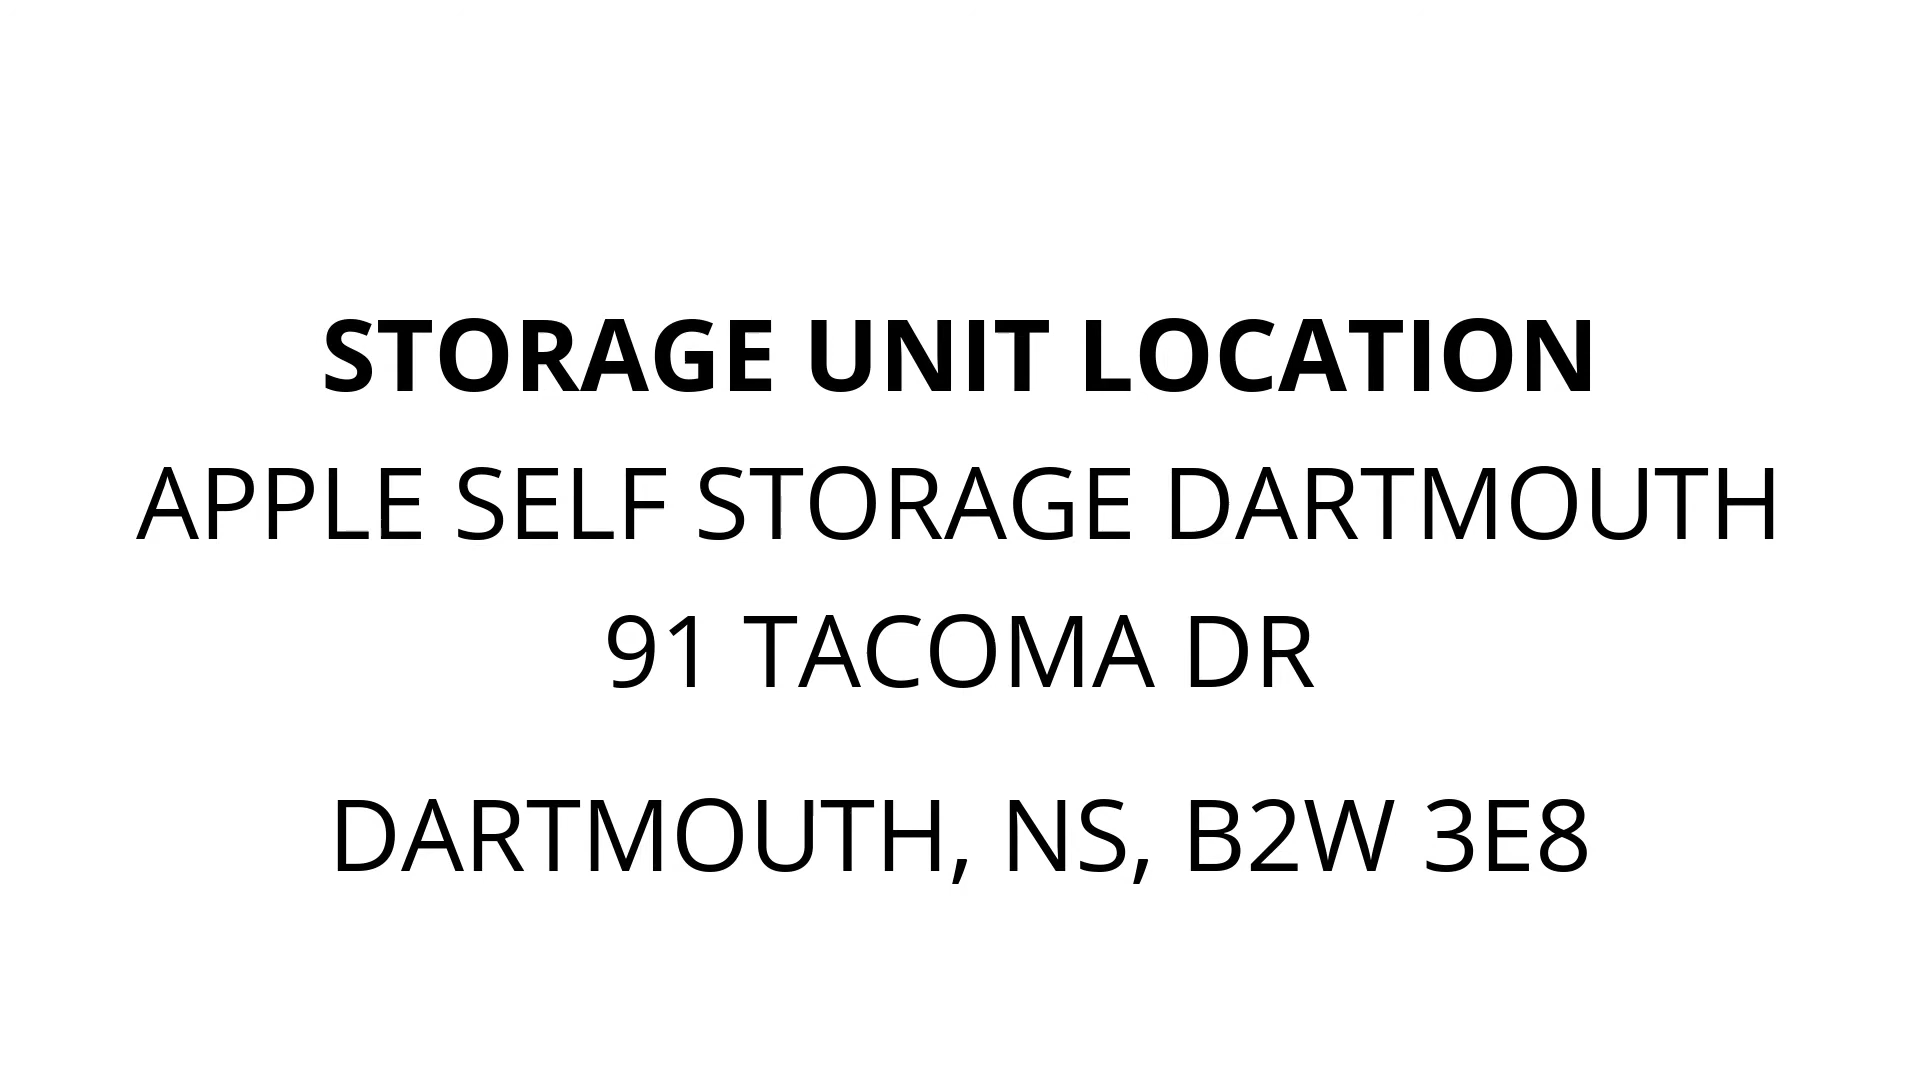 STORAGE UNIT LOCATION
APPLE SELF STORAGE DARTMOUTH
91 TACOMA DR
DARTMOUTH, NS, B2W 3E8